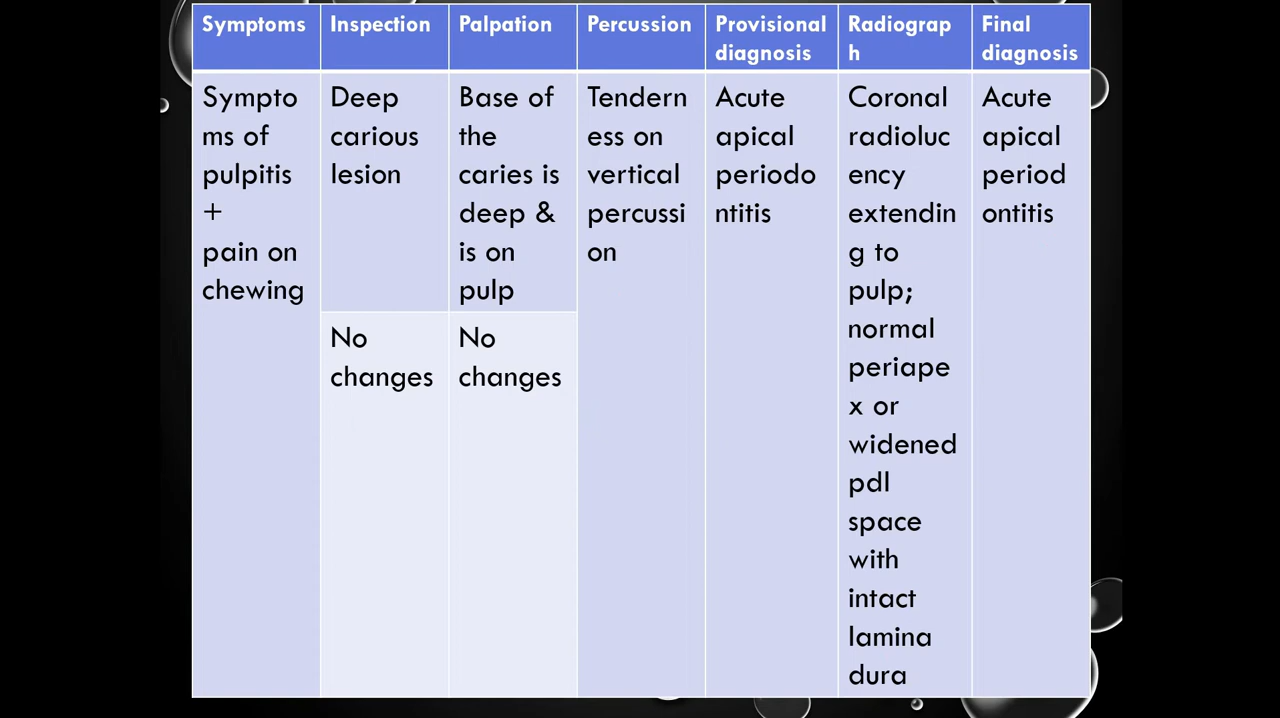 Symptoms
Inspection
Palpation
Percussion
Provisional
diagnosis
Radiograp
h
Final
diagnosis
Sympto
ms of
pulpitis
+
pain on
chewing
Deep
carious
lesion
Base of
the
caries is
deep &
is on
pulp
Tendern
ess on
vertical
percussi
on
Acute
apical
periodo
ntitis
Coronal
radioluc
ency
extendin
g to
pulp;
normal
periape
x or
widened
pdl
space
with
intact
lamina
dura
Acute
apical
period
ontitis
No
changes
No
changes